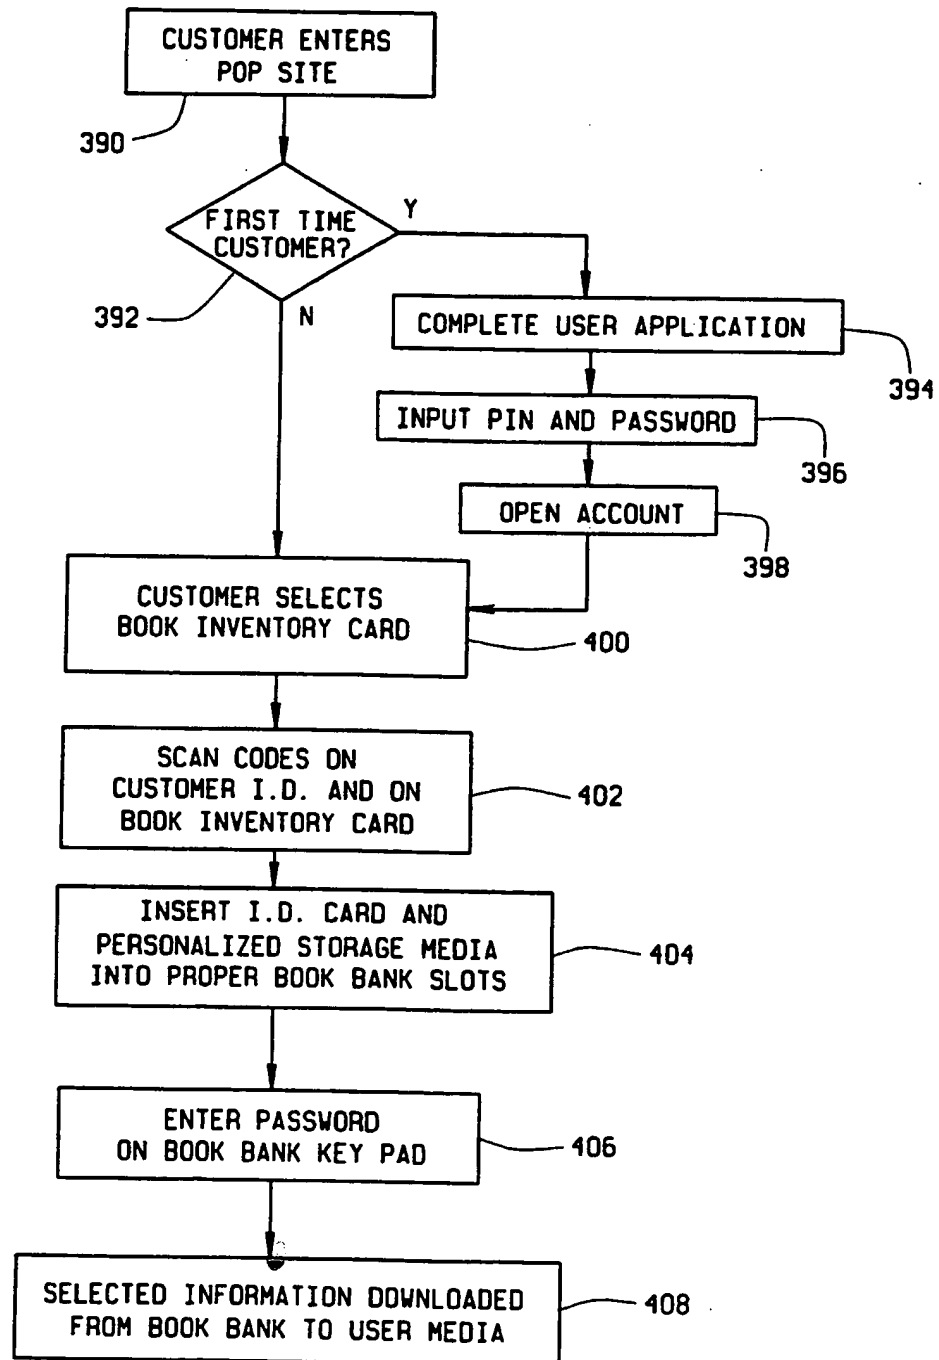 CUSTOMER ENTERS
POP SITE
390
FIRST TIME
CUSTOMER?
Y
392
N
COMPLETE USER APPLICATION
394
INPUT PIN AND PASSWORD
396
OPEN ACCOUNT
398
CUSTOMER SELECTS
BOOK INVENTORY CARD
400
SCAN CODES ON
CUSTOMER I.D. AND ON
BOOK INVENTORY CARD
402
INSERT I.D. CARD AND
PERSONALIZED STORAGE MEDIA
INTO PROPER BOOK BANK SLOTS
404
ENTER PASSWORD
ON BOOK BANK KEY PAD
406
SELECTED INFORMATION DOWNLOADED
FROM BOOK BANK TO USER MEDIA
408